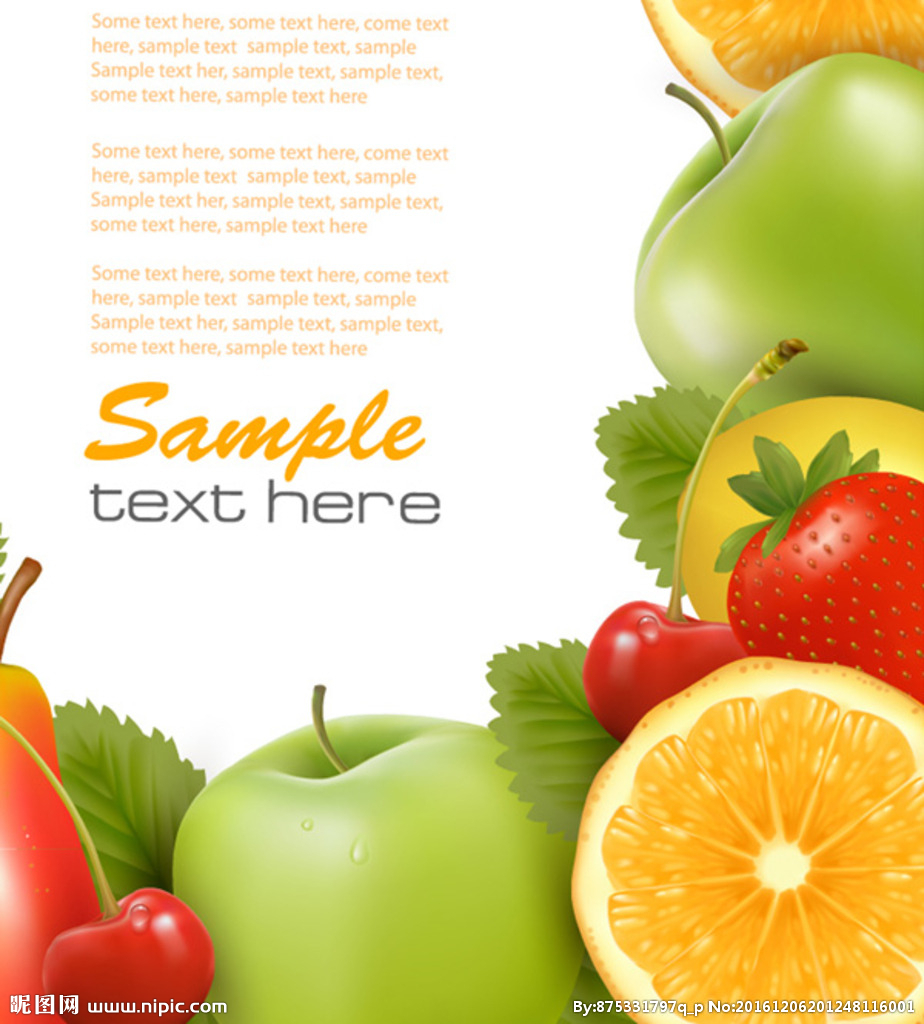 Some text here, some text here, come text
here, sample text  sample text, sample
Sample text her, sample text, sample text,
some text here, sample text here
Some text here, some text here, come text
here, sample text  sample text, sample
Sample text her, sample text, sample text,
some text here, sample text here
Some text here, some text here, come text
here, sample text  sample text, sample
Sample text her, sample text, sample text,
some text here, sample text here
Sample
text here
昵图网 www.nipic.com
By:875331797q_p No:20161206201248116001